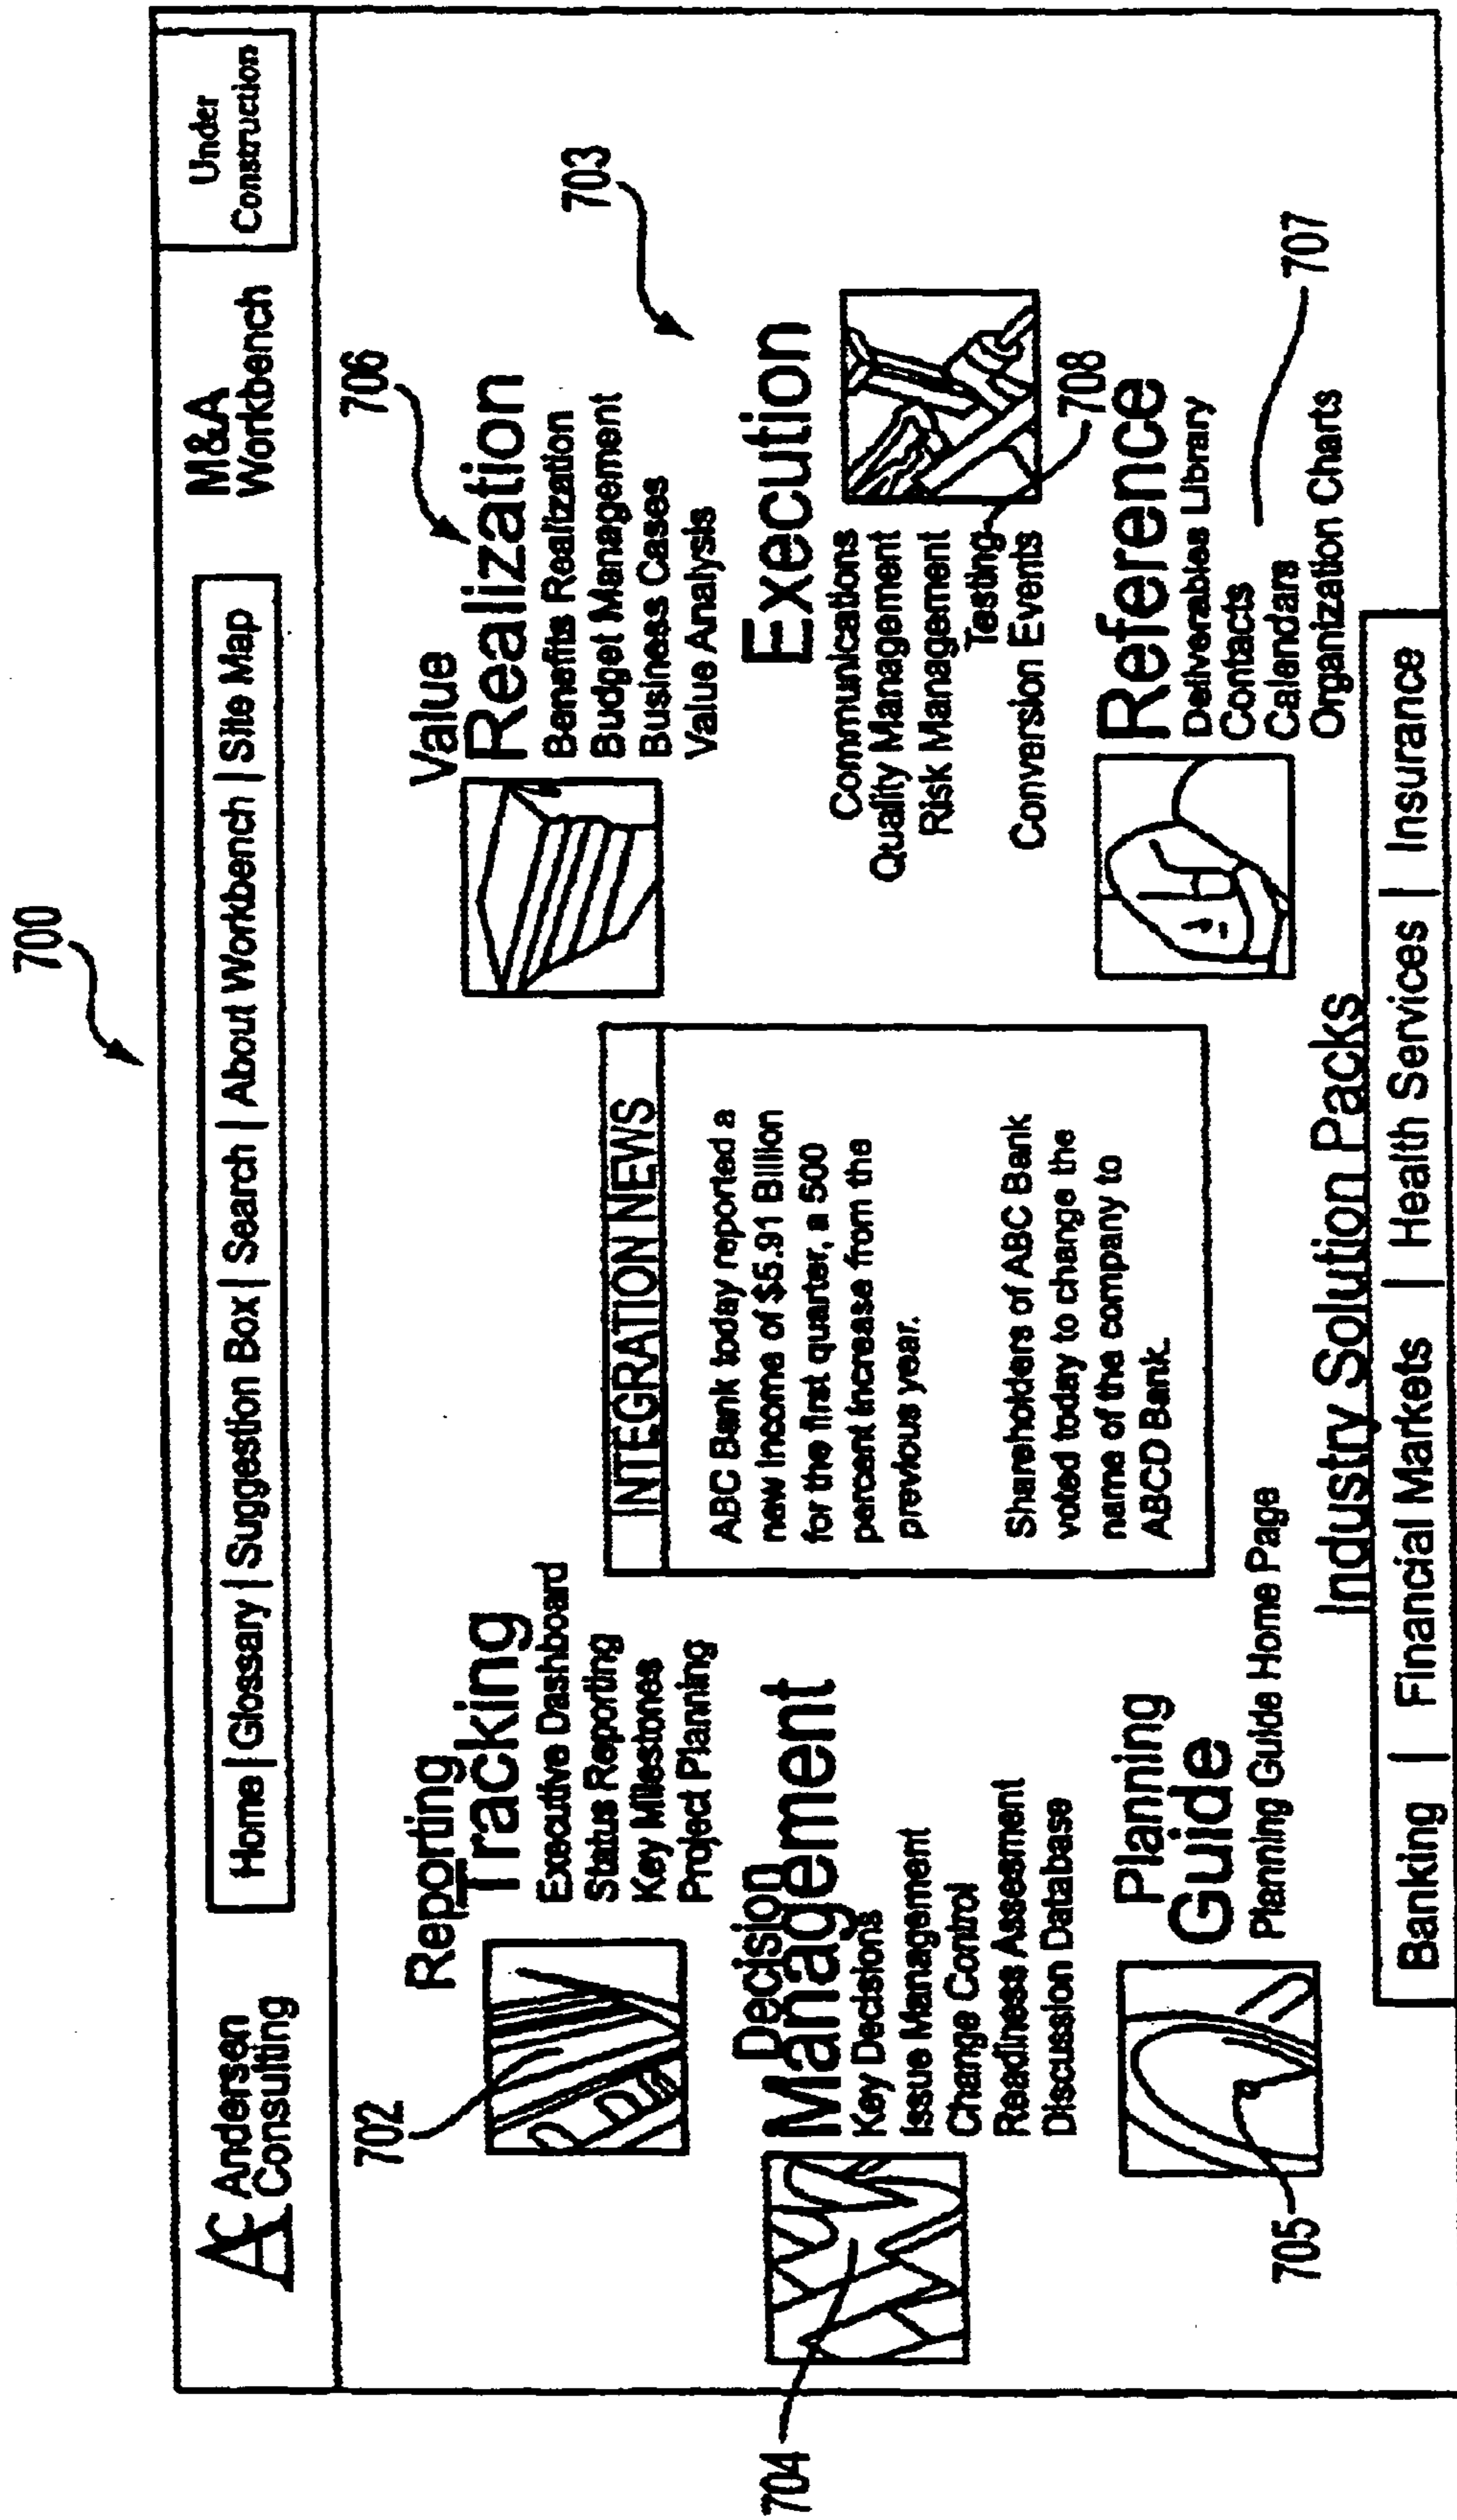 700
Andersen
Consulting
Home | Glossary | Suggestion Box | Search | About Workbench | Site Map
M&A
Workbench
Under
Construction
702
Reporting
Tracking
Executive Dashboard
Status Reporting
Key Milestones
Project Planning
706
Value
Realization
Benefits Realization
Budget Management
Business Cases
Value Analysis
INTEGRATION NEWS
ABC Bank today reported a
new income of $5.91 Billion
for the first quarter, a 500
percent increase from the
previous year.
Shareholders of ABC Bank
voted today to change the
name of the company to
ABCD Bank.
704
Decision
Management
Key Decisions
Issue Management
Change Control
Readiness Assessment
Discussion Database
703
Execution
Communications
Quality Management
Risk Management
Testing
Conversion Events
708
705
Planning
Guide
Planning Guide Home Page
Reference
Deliverables Library
Contacts
Calendars
Organization Charts
707
Industry Solution Packs
Banking | Financial Markets | Health Services | Insurance